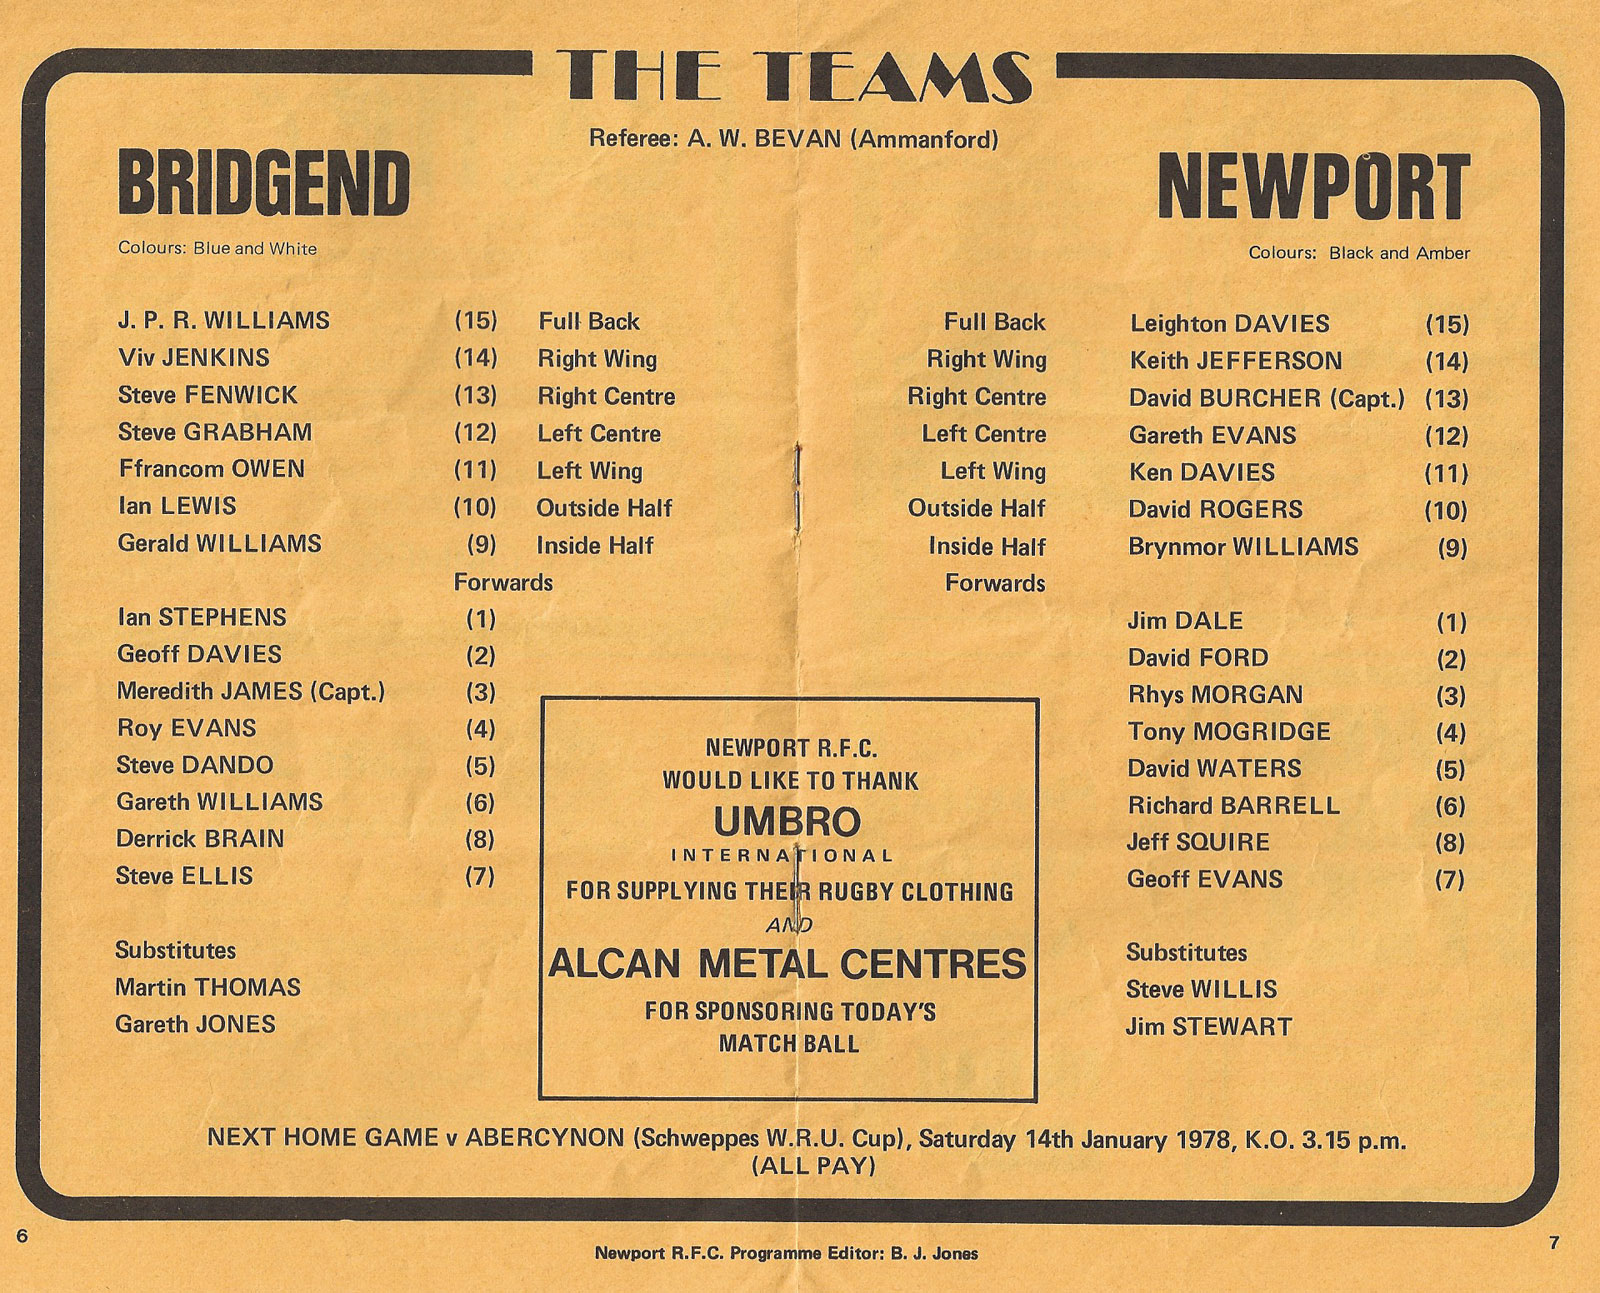 THE TEAMS
Referee: A. W. BEVAN (Ammanford)
BRIDGEND
Colours: Blue and White
J. P. R. WILLIAMS (15) Full Back
Viv JENKINS (14) Right Wing
Steve FENWICK (13) Right Centre
Steve GRABHAM (12) Left Centre
Ffrancom OWEN (11) Left Wing
Ian LEWIS (10) Outside Half
Gerald WILLIAMS (9) Inside Half
Forwards
Ian STEPHENS (1)
Geoff DAVIES (2)
Meredith JAMES (Capt.) (3)
Roy EVANS (4)
Steve DANDO (5)
Gareth WILLIAMS (6)
Derrick BRAIN (8)
Steve ELLIS (7)
Substitutes
Martin THOMAS
Gareth JONES
NEWPORT
Colours: Black and Amber
Full Back Leighton DAVIES (15)
Right Wing Keith JEFFERSON (14)
Right Centre David BURCHER (Capt.) (13)
Left Centre Gareth EVANS (12)
Left Wing Ken DAVIES (11)
Outside Half David ROGERS (10)
Inside Half Brynmor WILLIAMS (9)
Forwards
Jim DALE (1)
David FORD (2)
Rhys MORGAN (3)
Tony MOGRIDGE (4)
David WATERS (5)
Richard BARRELL (6)
Jeff SQUIRE (8)
Geoff EVANS (7)
Substitutes
Steve WILLIS
Jim STEWART
NEWPORT R.F.C.
WOULD LIKE TO THANK
UMBRO
INTERNATIONAL
FOR SUPPLYING THEIR RUGBY CLOTHING
AND
ALCAN METAL CENTRES
FOR SPONSORING TODAY'S
MATCH BALL
NEXT HOME GAME v ABERCYNON (Schweppes W.R.U. Cup), Saturday 14th January 1978, K.O. 3.15 p.m.
(ALL PAY)
6
Newport R.F.C. Programme Editor: B. J. Jones
7